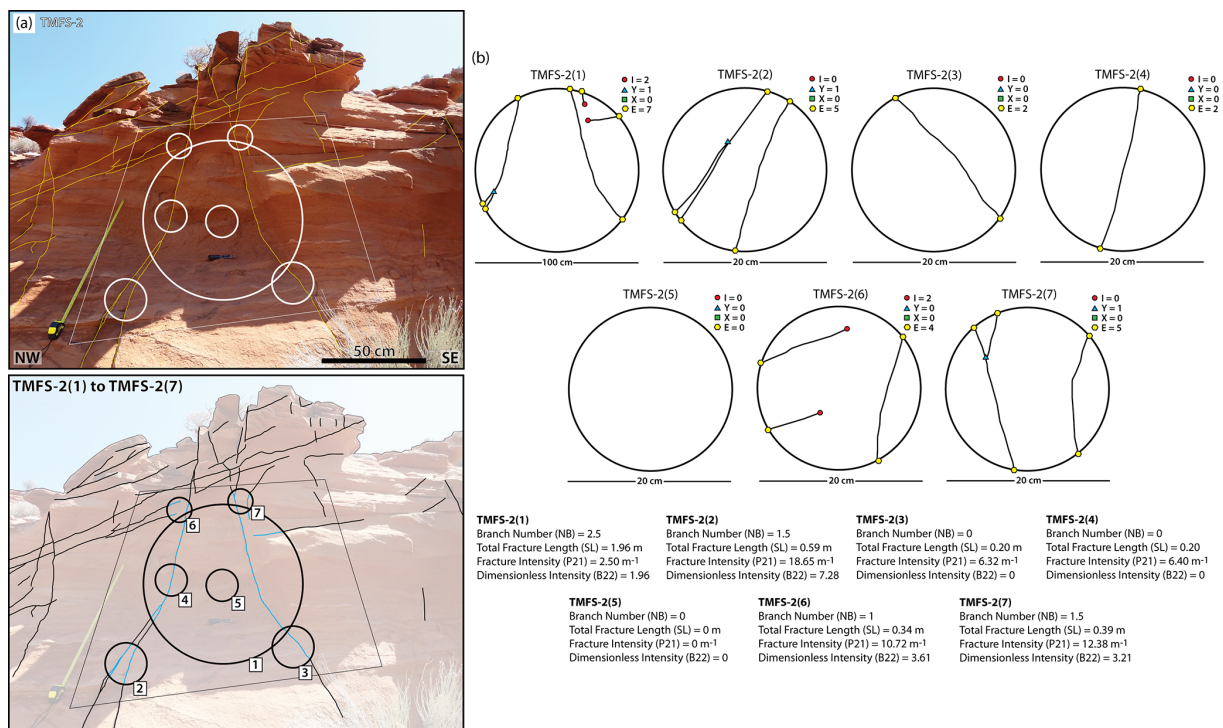 (a) TMFS-2
NW
50 cm
SE
TMFS-2(1) to TMFS-2(7)
6
7
4
5
1
3
2
(b)
TMFS-2(1)
I = 2
Y = 1
X = 0
E = 7
100 cm
TMFS-2(2)
I = 0
Y = 1
X = 0
E = 5
20 cm
TMFS-2(3)
I = 0
Y = 0
X = 0
E = 2
20 cm
TMFS-2(4)
I = 0
Y = 0
X = 0
E = 2
20 cm
TMFS-2(5)
I = 0
Y = 0
X = 0
E = 0
20 cm
TMFS-2(6)
I = 2
Y = 0
X = 0
E = 4
20 cm
TMFS-2(7)
I = 0
Y = 1
X = 0
E = 5
20 cm
TMFS-2(1)
Branch Number (NB) = 2.5
Total Fracture Length (SL) = 1.96 m
Fracture Intensity (P21) = 2.50 m⁻¹
Dimensionless Intensity (B22) = 1.96
TMFS-2(2)
Branch Number (NB) = 1.5
Total Fracture Length (SL) = 0.59 m
Fracture Intensity (P21) = 18.65 m⁻¹
Dimensionless Intensity (B22) = 7.28
TMFS-2(3)
Branch Number (NB) = 0
Total Fracture Length (SL) = 0.20 m
Fracture Intensity (P21) = 6.32 m⁻¹
Dimensionless Intensity (B22) = 0
TMFS-2(4)
Branch Number (NB) = 0
Total Fracture Length (SL) = 0.20
Fracture Intensity (P21) = 6.40 m⁻¹
Dimensionless Intensity (B22) = 0
TMFS-2(5)
Branch Number (NB) = 0
Total Fracture Length (SL) = 0 m
Fracture Intensity (P21) = 0 m⁻¹
Dimensionless Intensity (B22) = 0
TMFS-2(6)
Branch Number (NB) = 1
Total Fracture Length (SL) = 0.34 m
Fracture Intensity (P21) = 10.72 m⁻¹
Dimensionless Intensity (B22) = 3.61
TMFS-2(7)
Branch Number (NB) = 1.5
Total Fracture Length (SL) = 0.39 m
Fracture Intensity (P21) = 12.38 m⁻¹
Dimensionless Intensity (B22) = 3.21